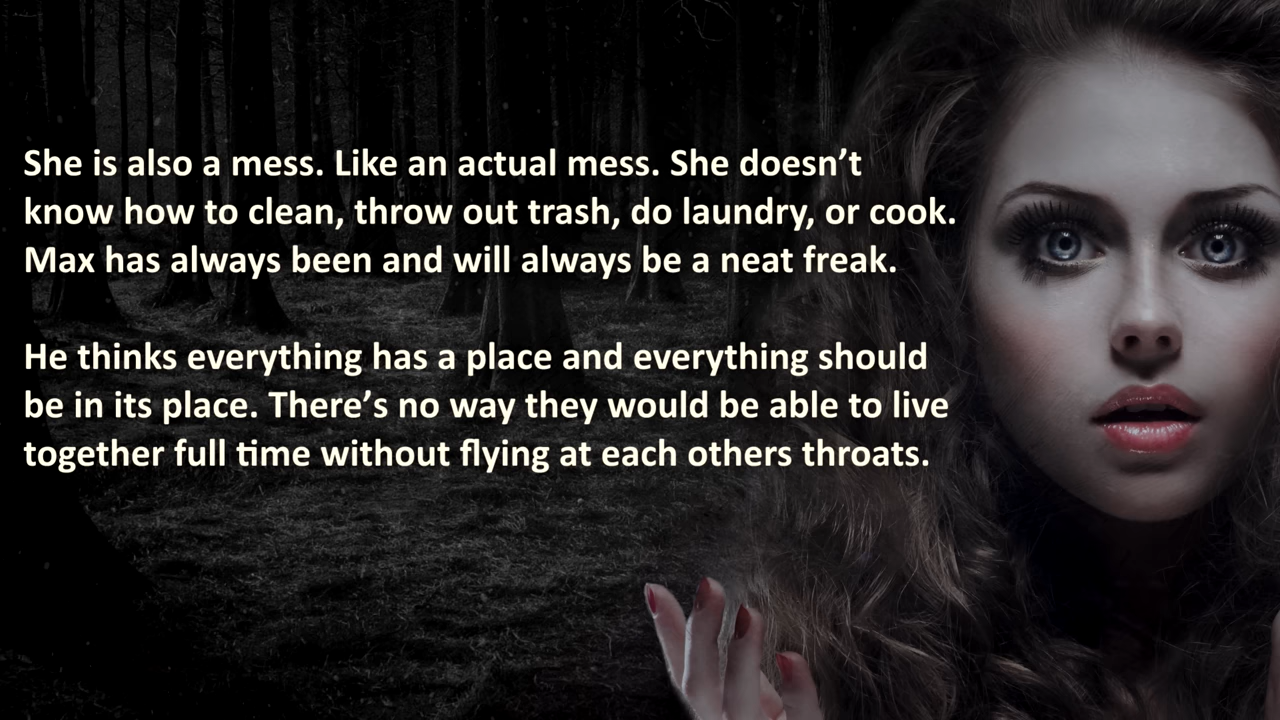 She is also a mess. Like an actual mess. She doesn’t
know how to clean, throw out trash, do laundry, or cook.
Max has always been and will always be a neat freak.
He thinks everything has a place and everything should
be in its place. There’s no way they would be able to live
together full time without flying at each others throats.